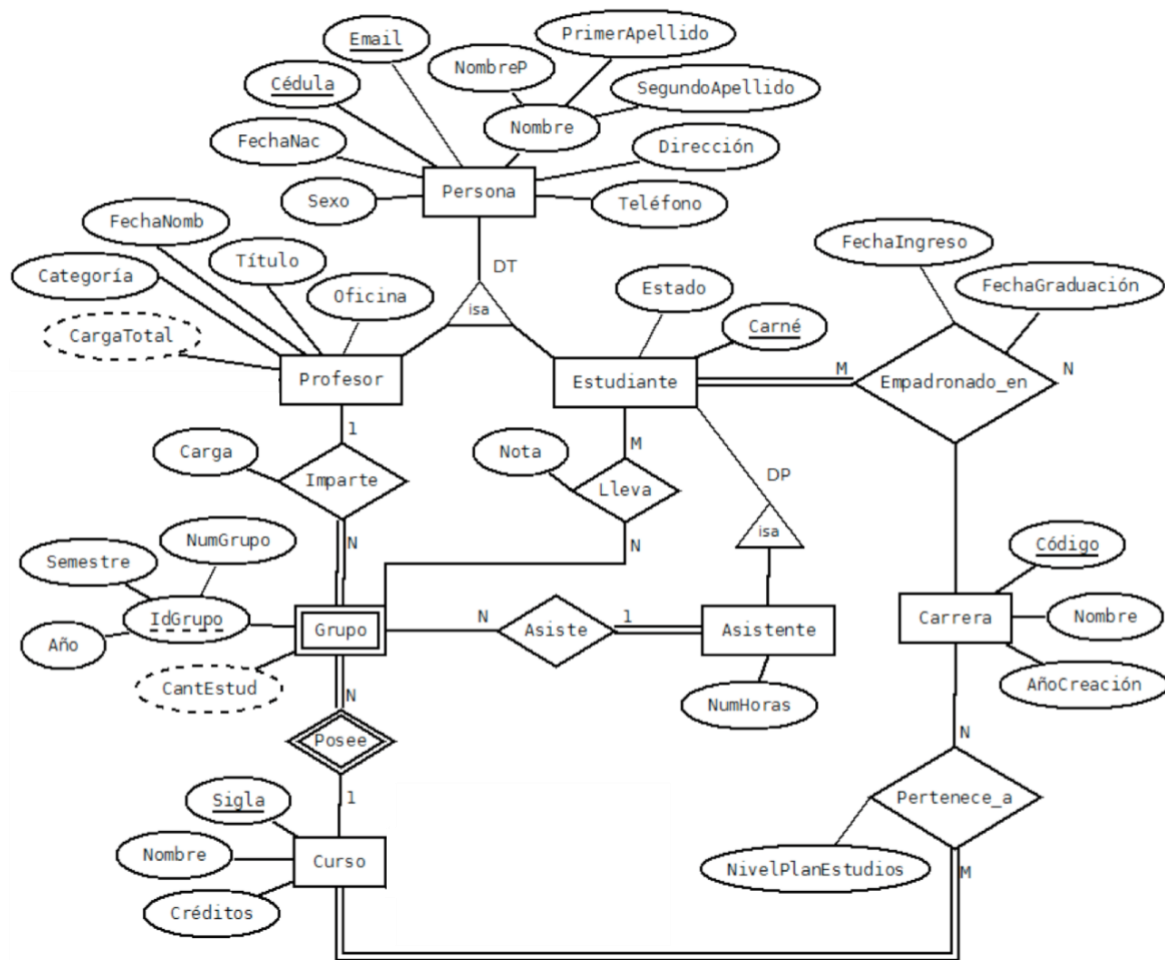 PrimerApellido
Email
NombreP
Cédula
SegundoApellido
Nombre
FechaNac
Dirección
Persona
Sexo
Teléfono
FechaNomb
FechaIngreso
Título
DT
Categoría
Estado
FechaGraduación
Oficina
isa
CargaTotal
Carné
M
N
Profesor
Estudiante
Empadronado_en
1
M
Carga
Nota
Imparte
DP
Lleva
isa
NumGrupo
N
N
Código
Semestre
IdGrupo
N
1
Nombre
Grupo
Asiste
Asistente
Carrera
Año
CantEstud
AñoCreación
N
NumHoras
Posee
N
Sigla
1
Pertenece_a
Nombre
Curso
NivelPlanEstudios
M
Créditos